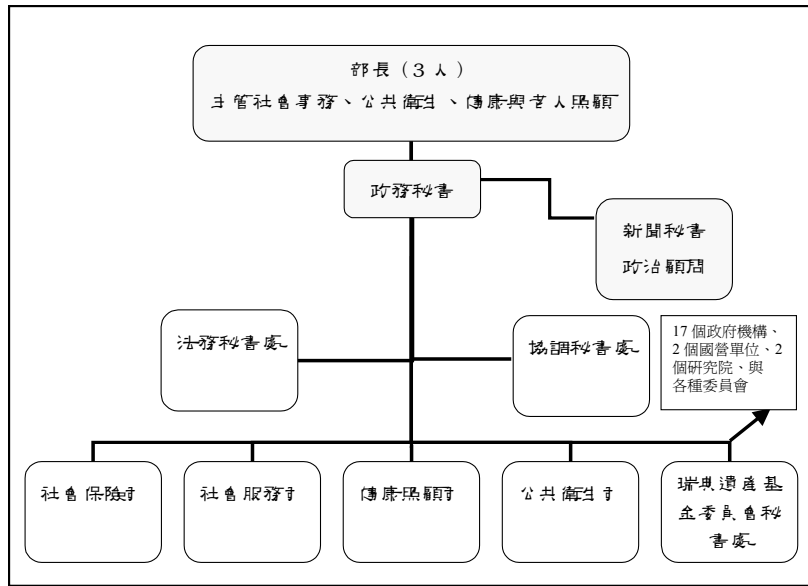 部長(3人)
主管社會事務、公共衛生、健康與老人照顧
政務秘書
新聞秘書
政治顧問
法務秘書處
協調秘書處
17 個政府機構、
2 個國營單位、2
個研究院、與
各種委員會
社會保險司
社會服務司
健康照顧司
公共衛生司
瑞典遺產基
金委員會秘
書處